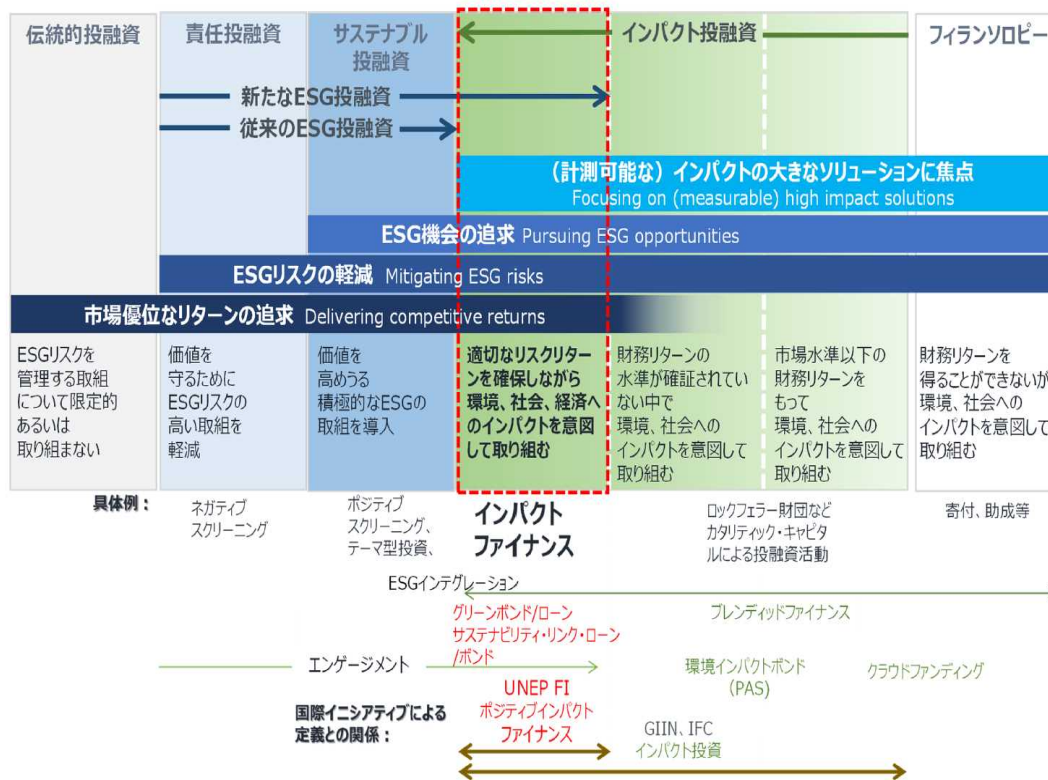 伝統的投融資
責任投融資
サステナブル
投融資
インパクト投融資
フィランソロピー
新たなESG投融資
従来のESG投融資
（計測可能な）インパクトの大きなソリューションに焦点
Focusing on (measurable) high impact solutions
ESG機会の追求 Pursuing ESG opportunities
ESGリスクの軽減 Mitigating ESG risks
市場優位なリターンの追求 Delivering competitive returns
ESGリスクを
管理する取組
について限定的
あるいは
取り組まない
価値を
守るために
ESGリスクの
高い取組を
軽減
価値を
高めうる
積極的なESGの
取組を導入
適切なリスクリター
ンを確保しながら
環境、社会、経済へ
のインパクトを意図
して取り組む
財務リターンの
水準が確証されてい
ない中で
環境、社会への
インパクトを意図して
取り組む
市場水準以下の
財務リターンを
もって
環境、社会への
インパクトを意図して
取り組む
財務リターンを
得ることができないが
環境、社会への
インパクトを意図して
取り組む
具体例：
ネガティブ
スクリーニング
ポジティブ
スクリーニング、
テーマ型投資、
インパクト
ファイナンス
ロックフェラー財団など
カタリティック・キャピタ
ルによる投融資活動
寄付、助成等
ESGインテグレーション
グリーンボンド/ローン
サステナビリティ・リンク・ローン
/ボンド
ブレンディッドファイナンス
エンゲージメント
環境インパクトボンド
(PAS)
クラウドファンディング
国際イニシアティブによる
定義との関係：
UNEP FI
ポジティブインパクト
ファイナンス
GIIN、IFC
インパクト投資